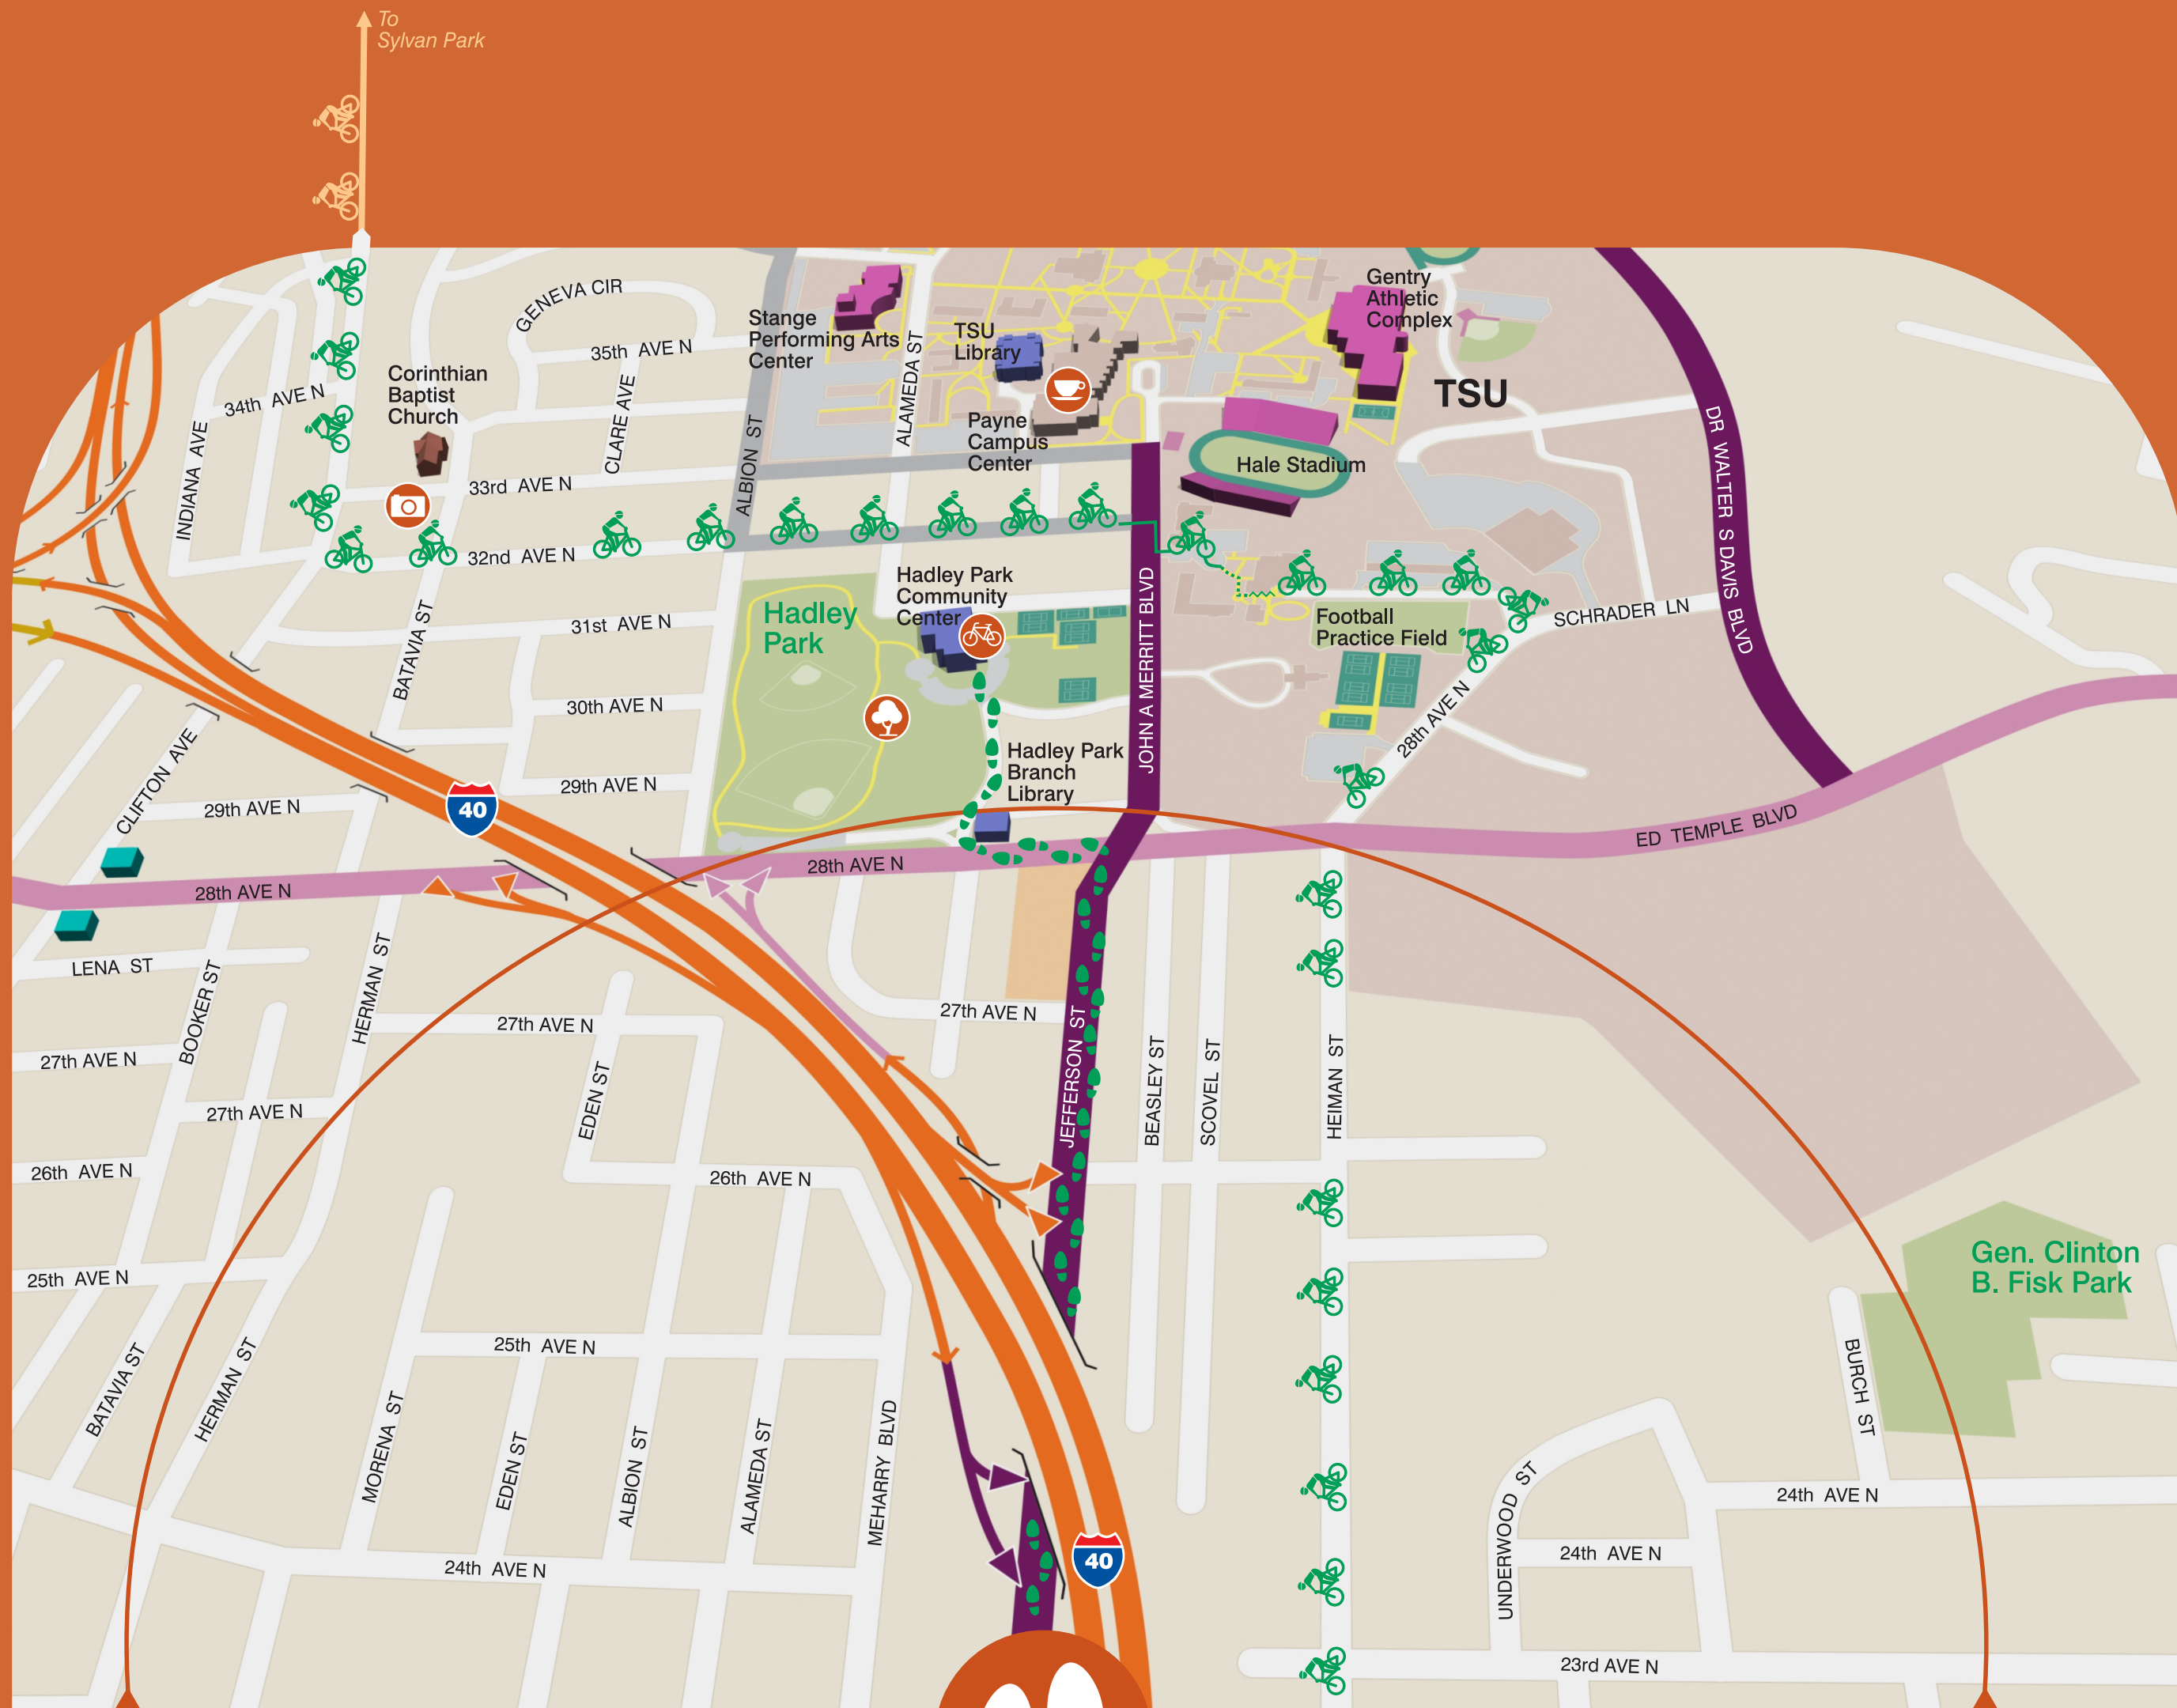 To
Sylvan Park
GENEVA CIR
Gentry
Athletic
Complex
Stange
Performing Arts
Center
TSU
Library
35th AVE N
ALAMEDA ST
Corinthian
Baptist
Church
34th AVE N
CLARE AVE
TSU
INDIANA AVE
ALBION ST
Payne
Campus
Center
Hale Stadium
33rd AVE N
DR WALTER S DAVIS BLVD
32nd AVE N
Hadley Park
Community
Center
Hadley
Park
31st AVE N
BATAVIA ST
JOHN A MERRITT BLVD
Football
Practice Field
SCHRADER LN
30th AVE N
28th AVE N
CLIFTON AVE
Hadley Park
Branch
Library
29th AVE N
29th AVE N
40
ED TEMPLE BLVD
28th AVE N
28th AVE N
LENA ST
BOOKER ST
HERMAN ST
27th AVE N
27th AVE N
27th AVE N
27th AVE N
EDEN ST
JEFFERSON ST
BEASLEY ST
SCOVEL ST
HEIMAN ST
26th AVE N
26th AVE N
25th AVE N
Gen. Clinton
B. Fisk Park
25th AVE N
BATAVIA ST
HERMAN ST
MORENA ST
EDEN ST
ALBION ST
ALAMEDA ST
MEHARRY BLVD
BURCH ST
UNDERWOOD ST
24th AVE N
24th AVE N
24th AVE N
40
23rd AVE N